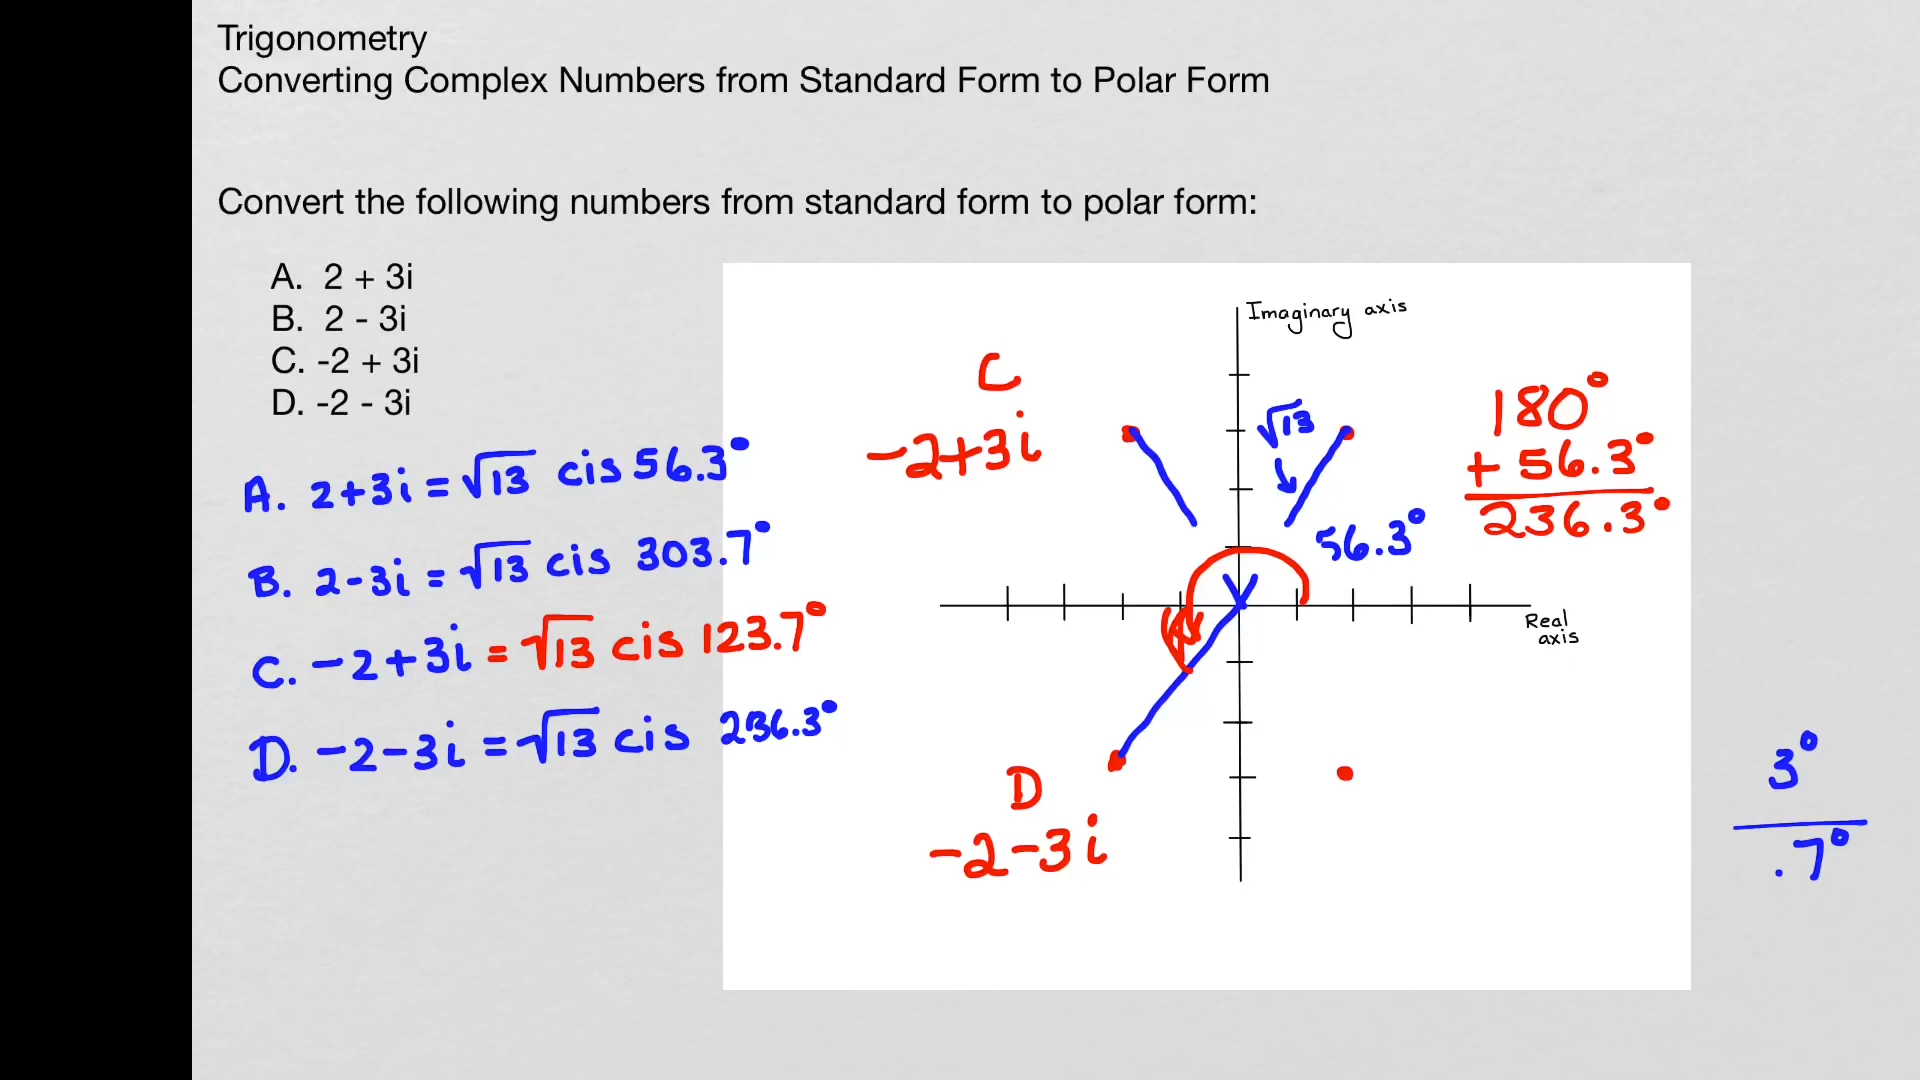 Trigonometry
Converting Complex Numbers from Standard Form to Polar Form
Convert the following numbers from standard form to polar form:
A. 2 + 3i
B. 2 - 3i
C. -2 + 3i
D. -2 - 3i
A. 2+3i = √13 cis 56.3°
B. 2-3i = √13 cis 303.7°
C. -2+3i = √13 cis 123.7°
D. -2-3i = √13 cis 236.3°
Imaginary axis
C
-2+3i
√13
56.3°
180°
+ 56.3°
236.3°
Real
axis
D
-2-3i
3°
.7°